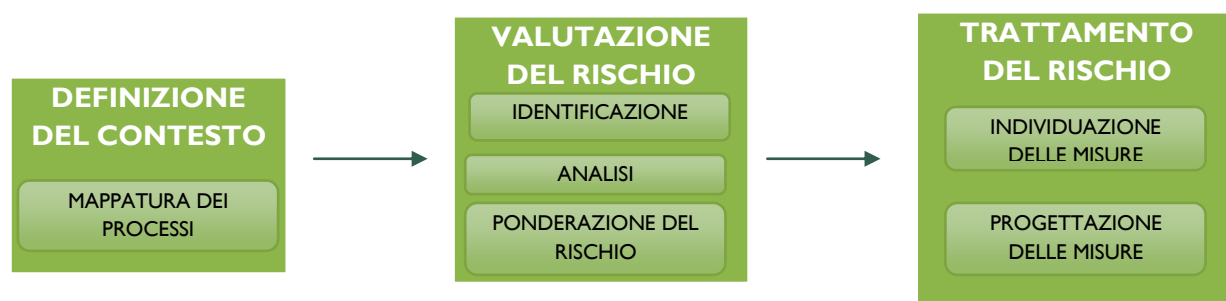 DEFINIZIONE
DEL CONTESTO
MAPPATURA DEI
PROCESSI
VALUTAZIONE
DEL RISCHIO
IDENTIFICAZIONE
ANALISI
PONDERAZIONE DEL
RISCHIO
TRATTAMENTO
DEL RISCHIO
INDIVIDUAZIONE
DELLE MISURE
PROGETTAZIONE
DELLE MISURE